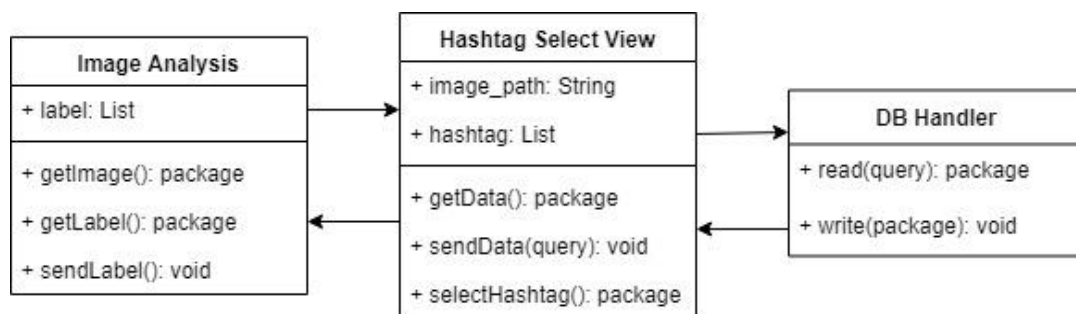 Image Analysis
+ label: List
+ getImage(): package
+ getLabel(): package
+ sendLabel(): void
Hashtag Select View
+ image_path: String
+ hashtag: List
+ getData(): package
+ sendData(query): void
+ selectHashtag(): package
DB Handler
+ read(query): package
+ write(package): void